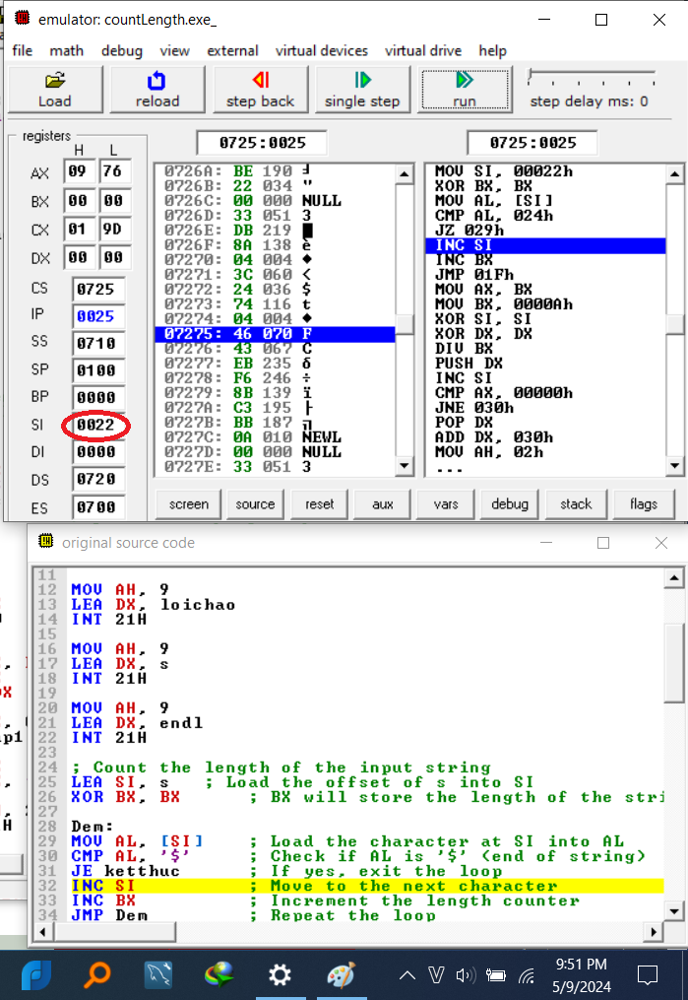 emulator: countLength.exe_
file math debug view external virtual devices virtual drive help
Load reload step back single step run step delay ms: 0
registers
H L
AX 09 76
BX 00 00
CX 01 9D
DX 00 00
CS 0725
IP 0025
SS 0710
SP 0100
BP 0000
SI 0022
DI 0000
DS 0720
ES 0700
0725:0025
0726A: BE 190 ╛
0726B: 22 034 "
0726C: 00 000 NULL
0726D: 33 051 3
0726E: DB 219 █
0726F: 8A 138 è
07270: 04 004 ♦
07271: 3C 060 <
07272: 24 036 $
07273: 74 116 t
07274: 04 004 ♦
07275: 46 070 F
07276: 43 067 C
07277: EB 235 δ
07278: F6 246 ÷
07279: 8B 139 ï
0727A: C3 195 ├
0727B: BB 187 ╗
0727C: 0A 010 NEWL
0727D: 00 000 NULL
0727E: 33 051 3
0725:0025
MOV SI, 00022h
XOR BX, BX
MOV AL, [SI]
CMP AL, 024h
JZ 029h
INC SI
INC BX
JMP 01Fh
MOV AX, BX
MOV BX, 0000Ah
XOR SI, SI
XOR DX, DX
DIV BX
PUSH DX
INC SI
CMP AX, 00000h
JNE 030h
POP DX
ADD DX, 030h
MOV AH, 02h
...
screen source reset aux vars debug stack flags
original source code
11
12 MOV AH, 9
13 LEA DX, loichao
14 INT 21H
15
16 MOV AH, 9
17 LEA DX, s
18 INT 21H
19
20 MOV AH, 9
21 LEA DX, endl
22 INT 21H
23
24 ; Count the length of the input string
25 LEA SI, s ; Load the offset of s into SI
26 XOR BX, BX ; BX will store the length of the stri
27
28 Dem:
29 MOV AL, [SI] ; Load the character at SI into AL
30 CMP AL, '$' ; Check if AL is '$' (end of string)
31 JE ketthuc ; If yes, exit the loop
32 INC SI ; Move to the next character
33 INC BX ; Increment the length counter
34 JMP Dem ; Repeat the loop
9:51 PM
5/9/2024